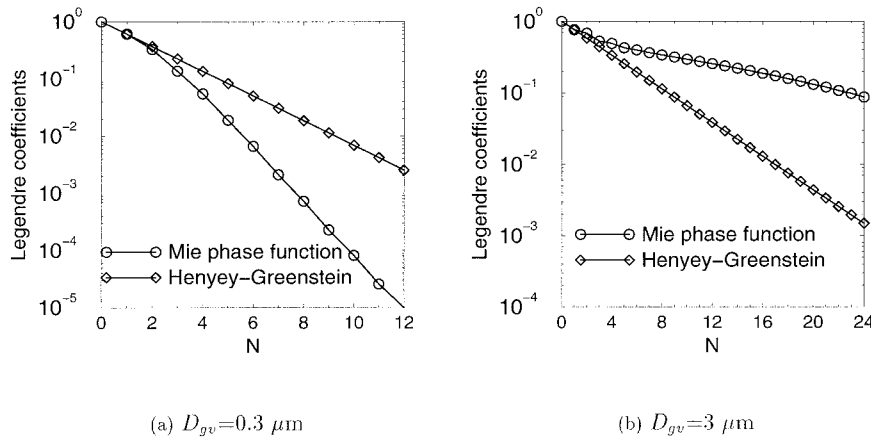 10^0
10^-1
10^-2
10^-3
10^-4
10^-5
Legendre coefficients
Mie phase function
Henyey-Greenstein
0 2 4 6 8 10 12
N
(a) D_gv=0.3 μm
10^0
10^-1
10^-2
10^-3
10^-4
Legendre coefficients
Mie phase function
Henyey-Greenstein
0 4 8 12 16 20 24
N
(b) D_gv=3 μm